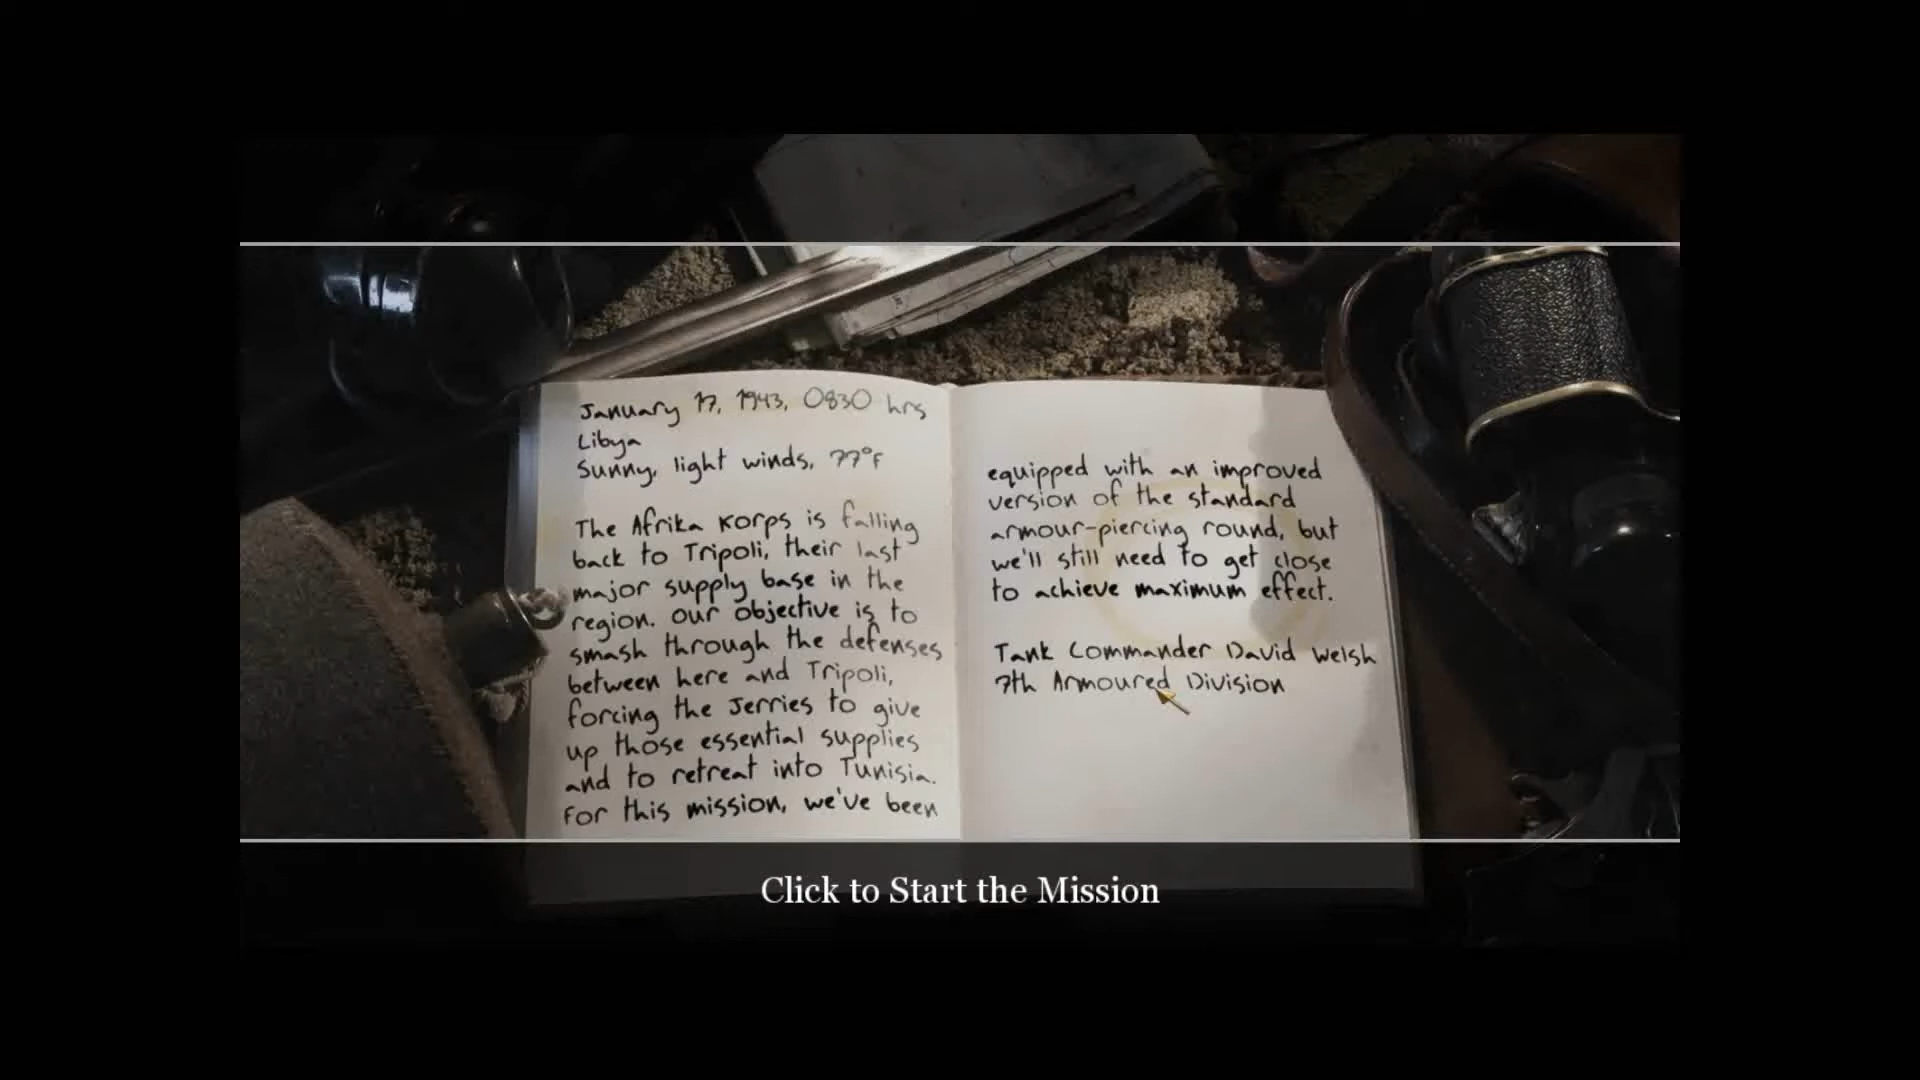 January 17, 1943, 0830 hrs
Libya
Sunny, light winds, 77°F
The Afrika Korps is falling
back to Tripoli, their last
major supply base in the
region. Our objective is to
smash through the defenses
between here and Tripoli,
forcing the Jerries to give
up those essential supplies
and to retreat into Tunisia.
For this mission, we've been
equipped with an improved
version of the standard
armour-piercing round, but
we'll still need to get close
to achieve maximum effect.
Tank Commander David Welsh
7th Armoured Division
Click to Start the Mission